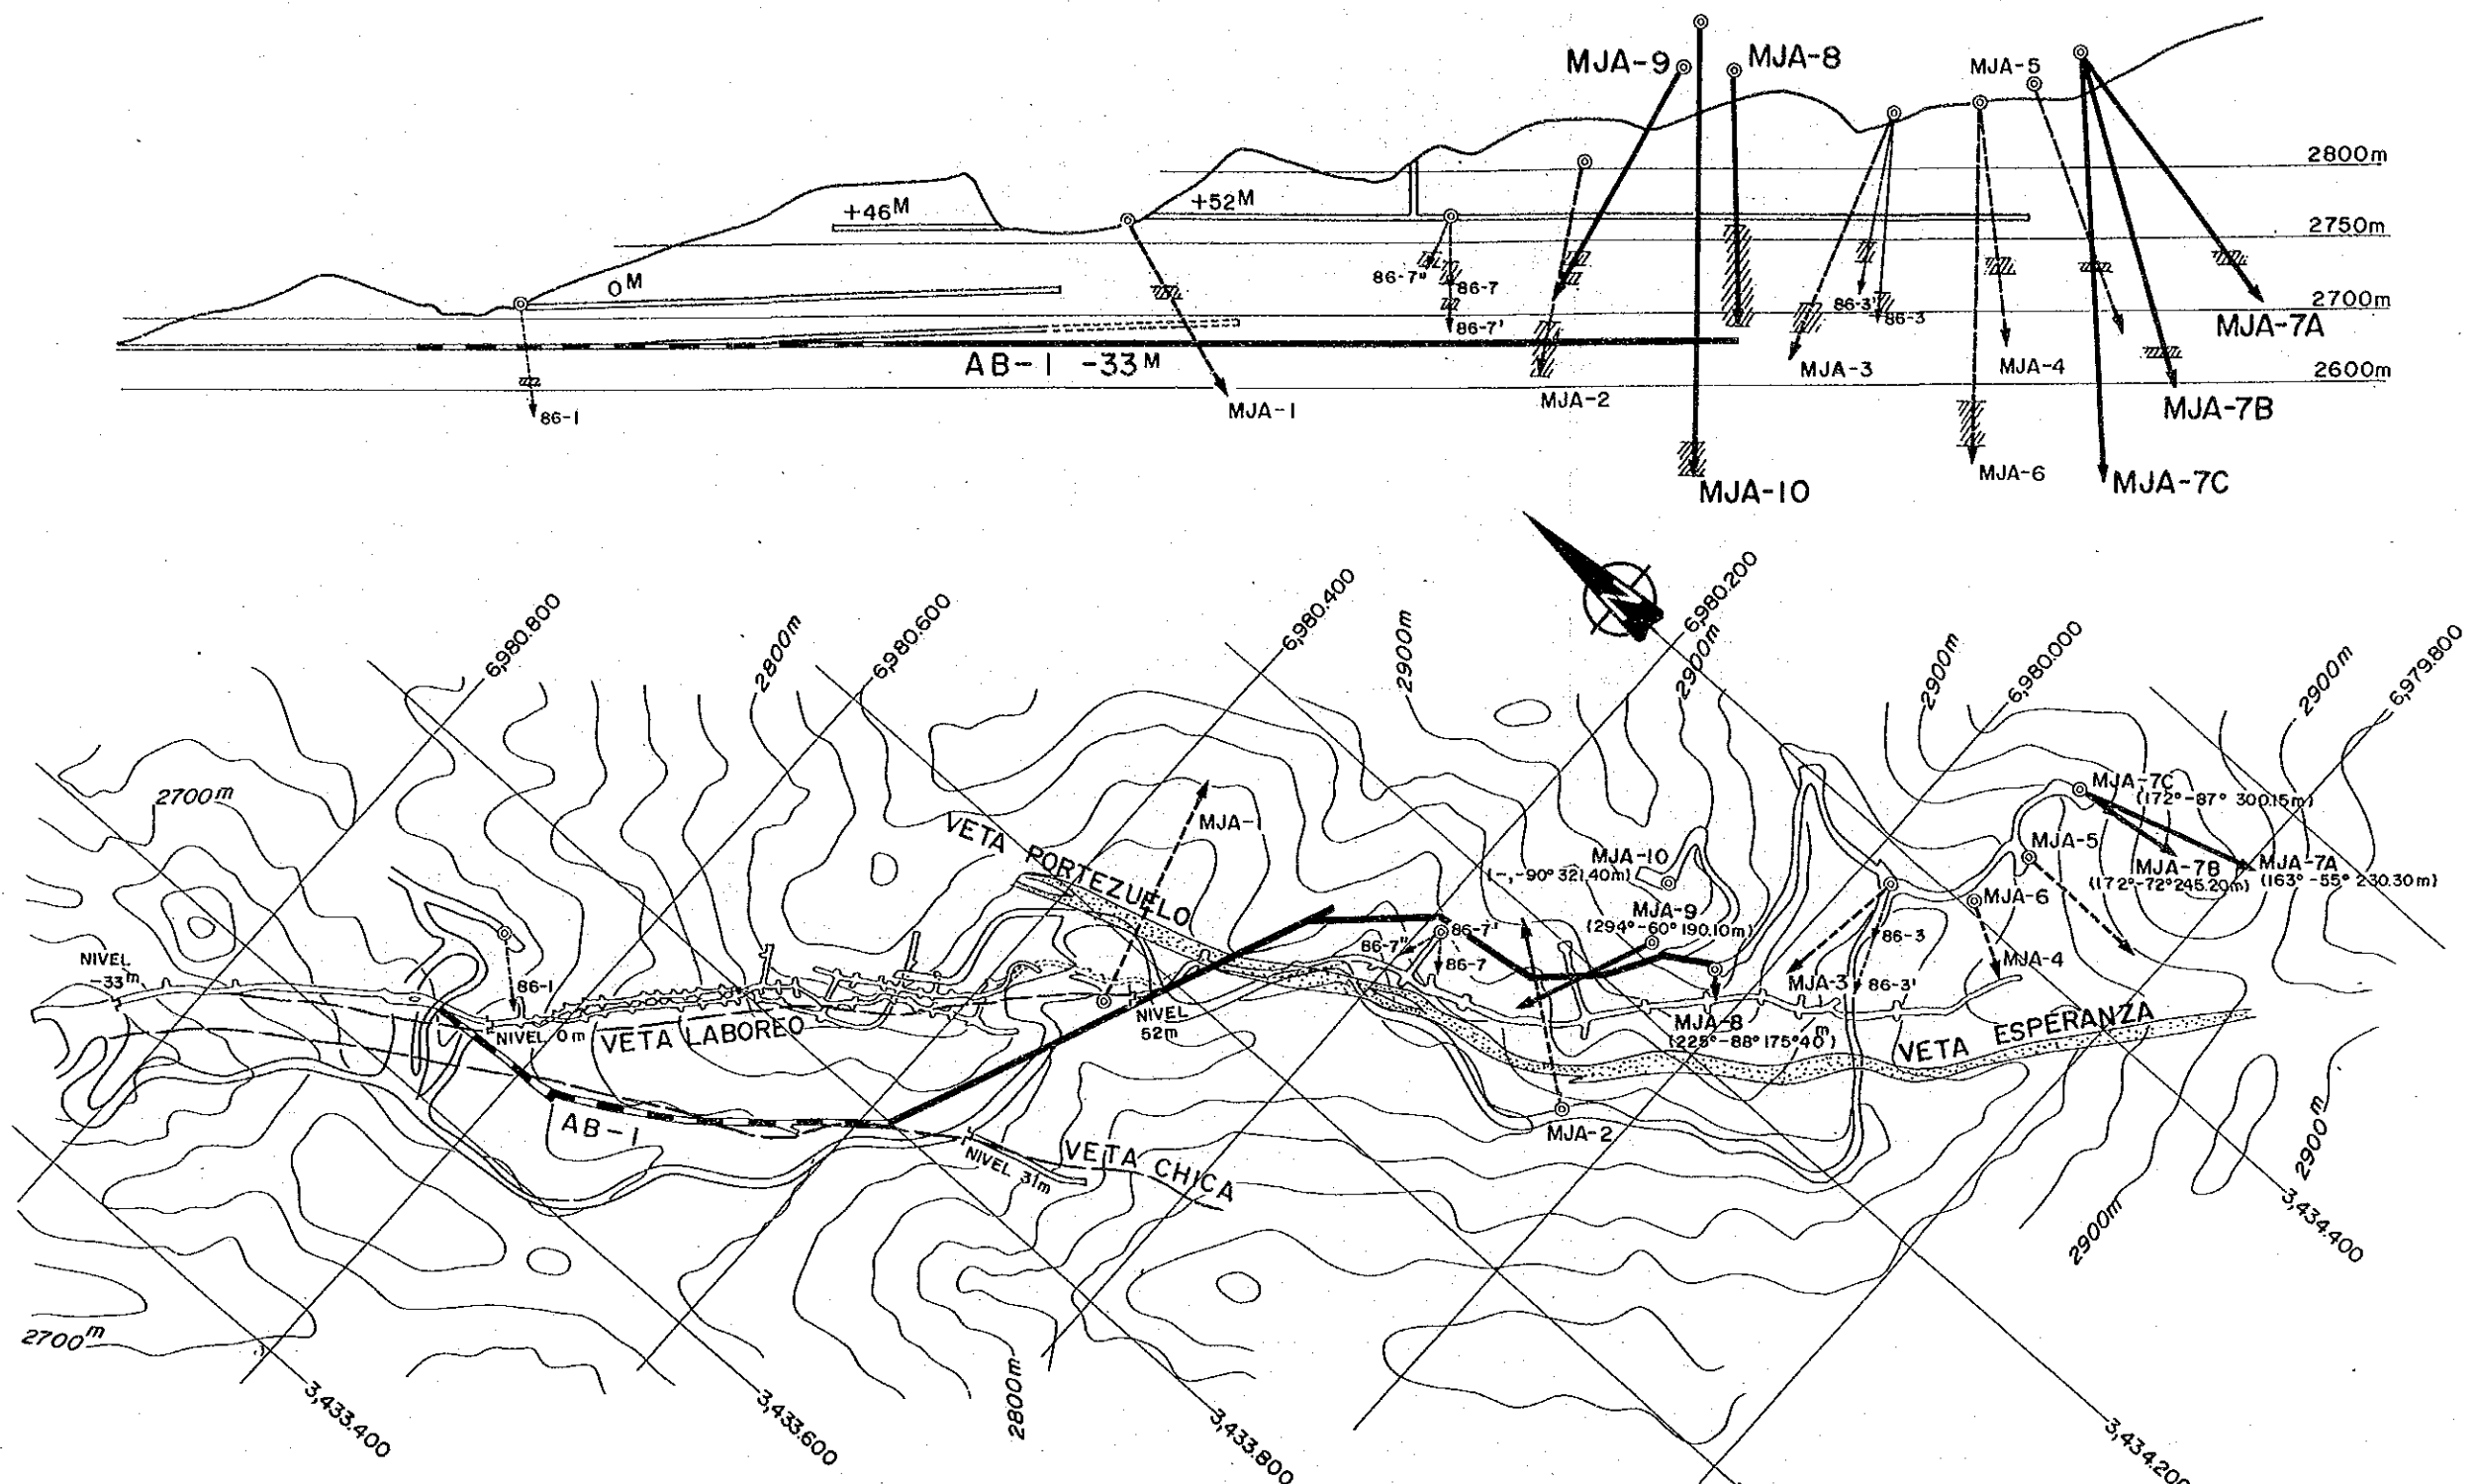 MJA-9
MJA-8
MJA-5
2800m
+46M
+52M
2750m
0M
86-7"
86-7
86-7'
86-3'
86-3
2700m
MJA-7A
AB-1 -33M
MJA-3
MJA-4
2600m
86-1
MJA-1
MJA-2
MJA-7B
MJA-6
MJA-10
MJA-7C
6,980.800
2800m
6,980.600
6,980.400
2900m
6,980.200
2900m
2900m
6,980.000
2900m
6,979.800
2700m
MJA-1
VETA PORTEZUELO
MJA-10
(-,-90° 321.40m)
MJA-7C
(172°-87° 300.15m)
MJA-5
MJA-7B
(172°-72° 245.20m)
MJA-7A
(163°-55° 230.30m)
MJA-6
MJA-9
(294°-60° 190.10m)
86-7'
86-7"
86-7
86-3
NIVEL
-33m
86-1
MJA-3
86-3'
MJA-4
NIVEL 0m
VETA LABOREO
NIVEL
52m
MJA-8
(225°-88° 175°40m)
VETA ESPERANZA
AB-1
MJA-2
NIVEL 31m
VETA CHICA
2900m
2900m
3,434.400
2700m
2800m
3,433.400
3,433.600
3,433.800
3,434.200